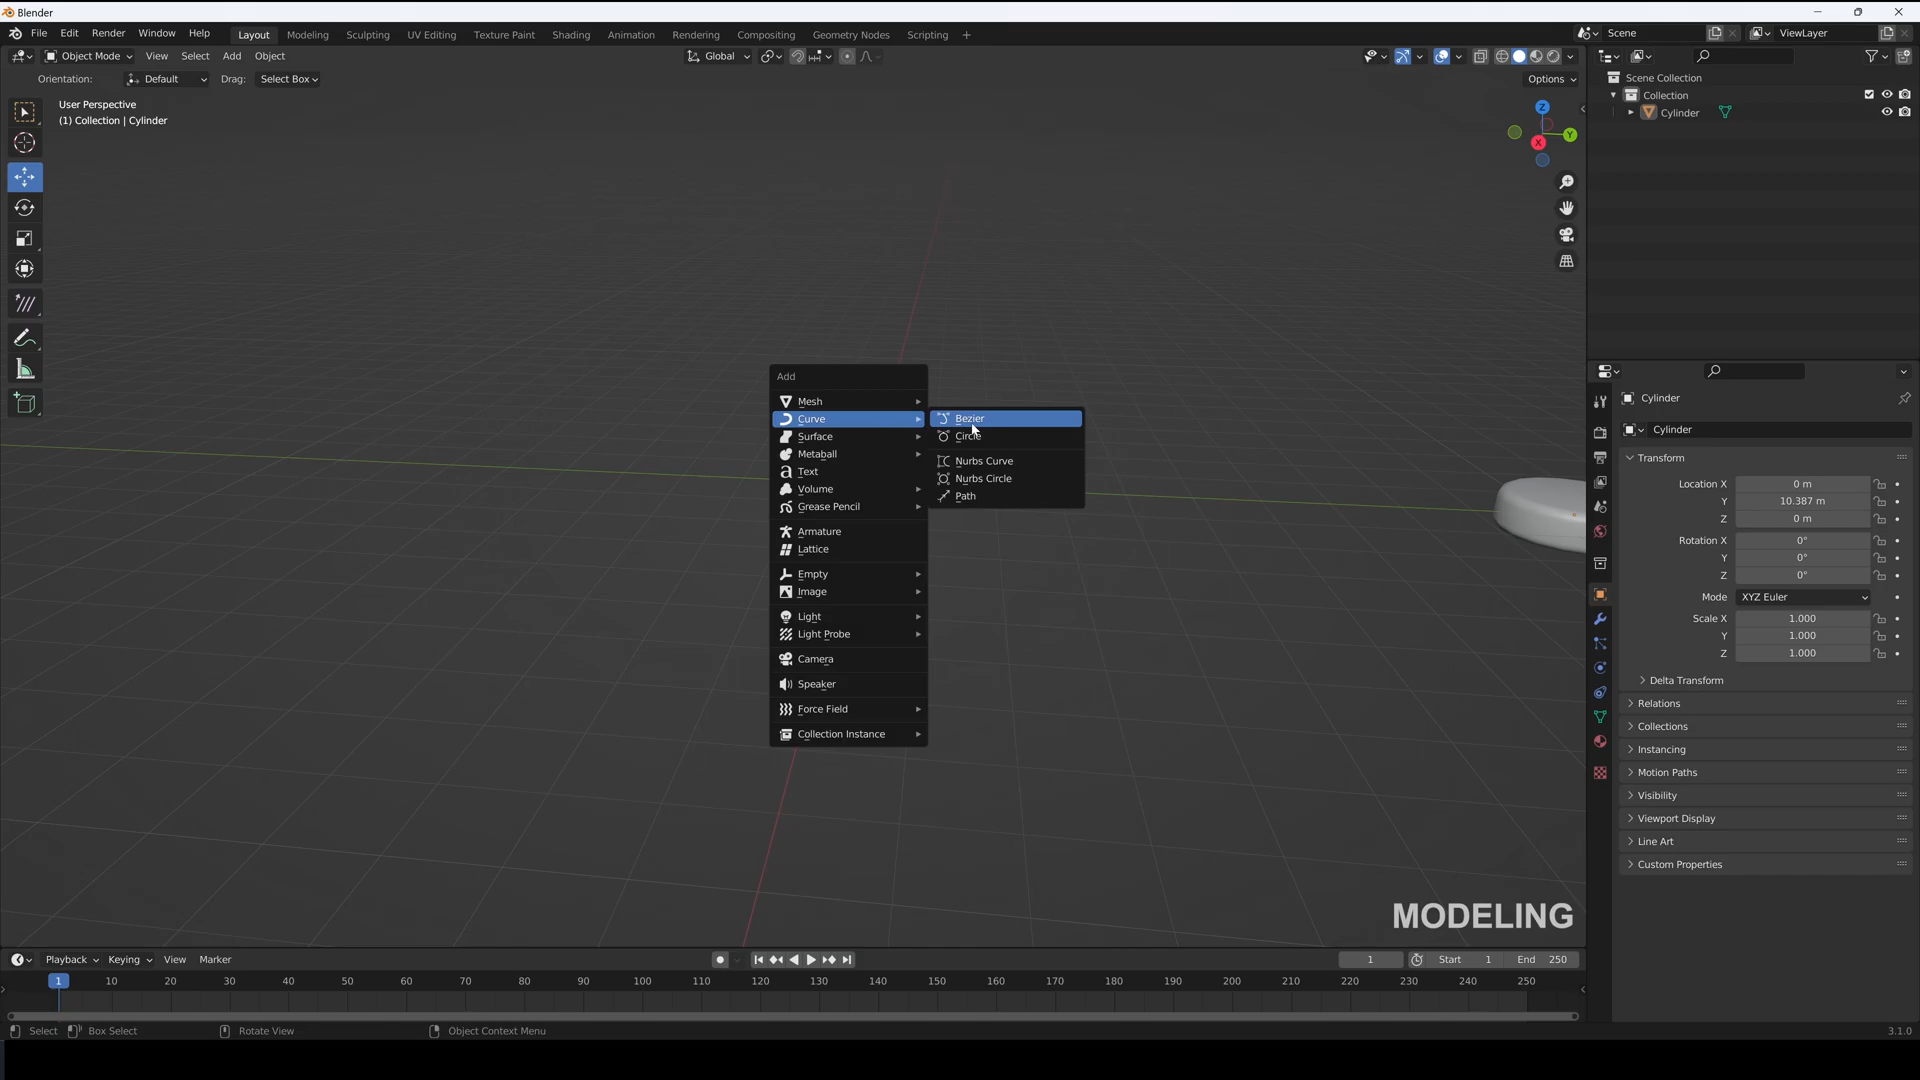 Blender
File Edit Render Window Help Layout Modeling Sculpting UV Editing Texture Paint Shading Animation Rendering Compositing Geometry Nodes Scripting + Scene ViewLayer
Object Mode View Select Add Object Global
Orientation: Default Drag: Select Box Options
User Perspective
(1) Collection | Cylinder
Z
Y
X
Scene Collection
Collection
Cylinder
Add
Mesh
Curve
Surface
Metaball
Text
Volume
Grease Pencil
Armature
Lattice
Empty
Image
Light
Light Probe
Camera
Speaker
Force Field
Collection Instance
Bezier
Circle
Nurbs Curve
Nurbs Circle
Path
Cylinder
Cylinder
Transform
Location X 0 m
Y 10.387 m
Z 0 m
Rotation X 0°
Y 0°
Z 0°
Mode XYZ Euler
Scale X 1.000
Y 1.000
Z 1.000
Delta Transform
Relations
Collections
Instancing
Motion Paths
Visibility
Viewport Display
Line Art
Custom Properties
MODELING
Playback Keying View Marker 1 Start 1 End 250
1 10 20 30 40 50 60 70 80 90 100 110 120 130 140 150 160 170 180 190 200 210 220 230 240 250
Select Box Select Rotate View Object Context Menu 3.1.0